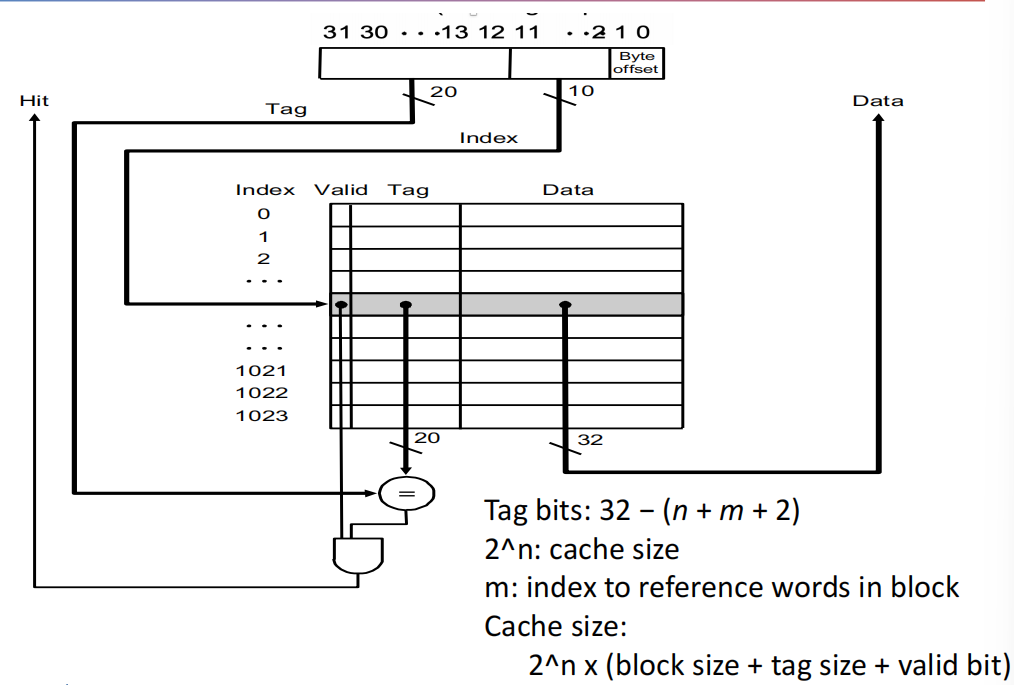 31 30 · · ·13 12 11 · ·2 1 0
Byte
offset
Hit
20
10
Data
Tag
Index
Index Valid Tag Data
0
1
2
· · ·
· · ·
· · ·
1021
1022
1023
20
32
=
Tag bits: 32 − (n + m + 2)
2^n: cache size
m: index to reference words in block
Cache size:
2^n x (block size + tag size + valid bit)